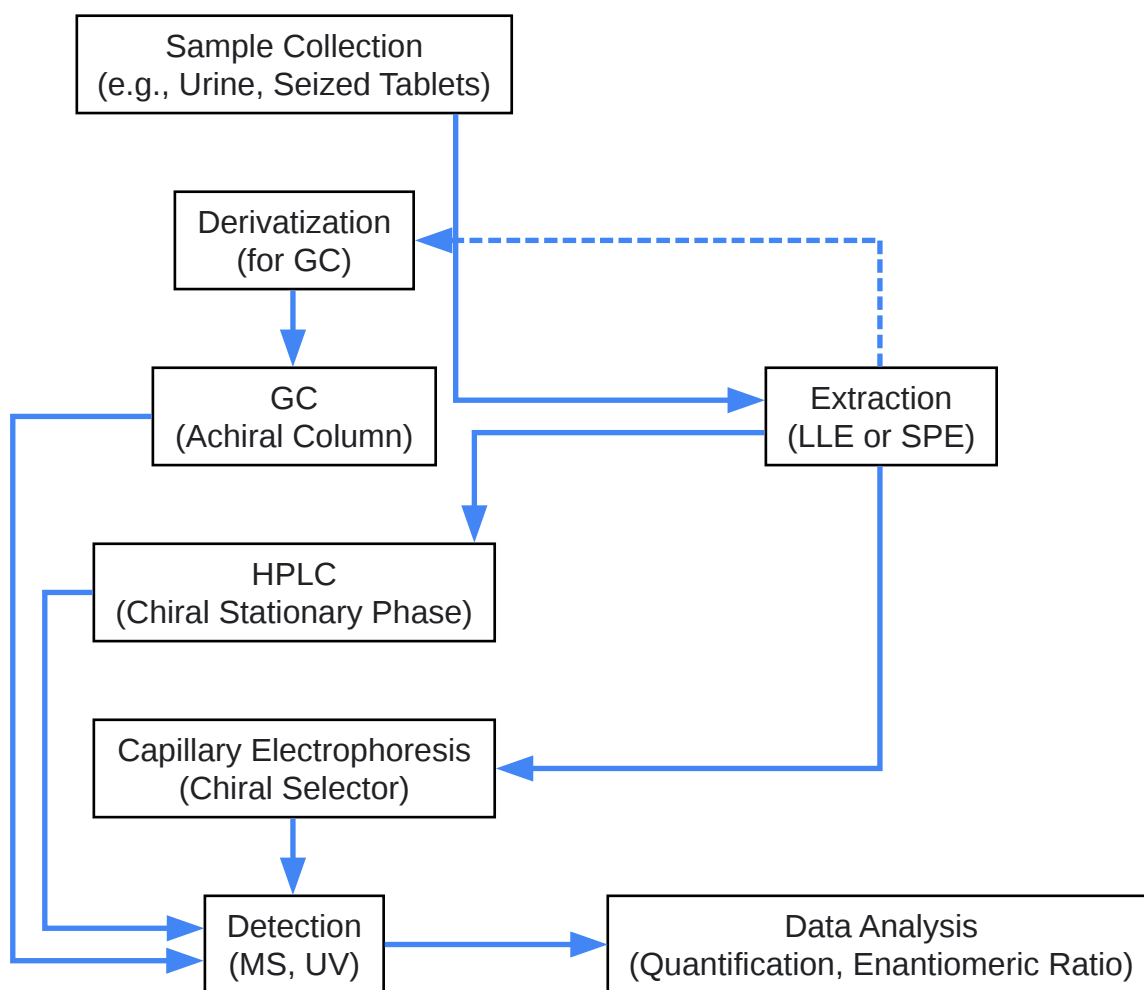 Sample Collection
(e.g., Urine, Seized Tablets)
Derivatization
(for GC)
GC
(Achiral Column)
Extraction
(LLE or SPE)
HPLC
(Chiral Stationary Phase)
Capillary Electrophoresis
(Chiral Selector)
Detection
(MS, UV)
Data Analysis
(Quantification, Enantiomeric Ratio)